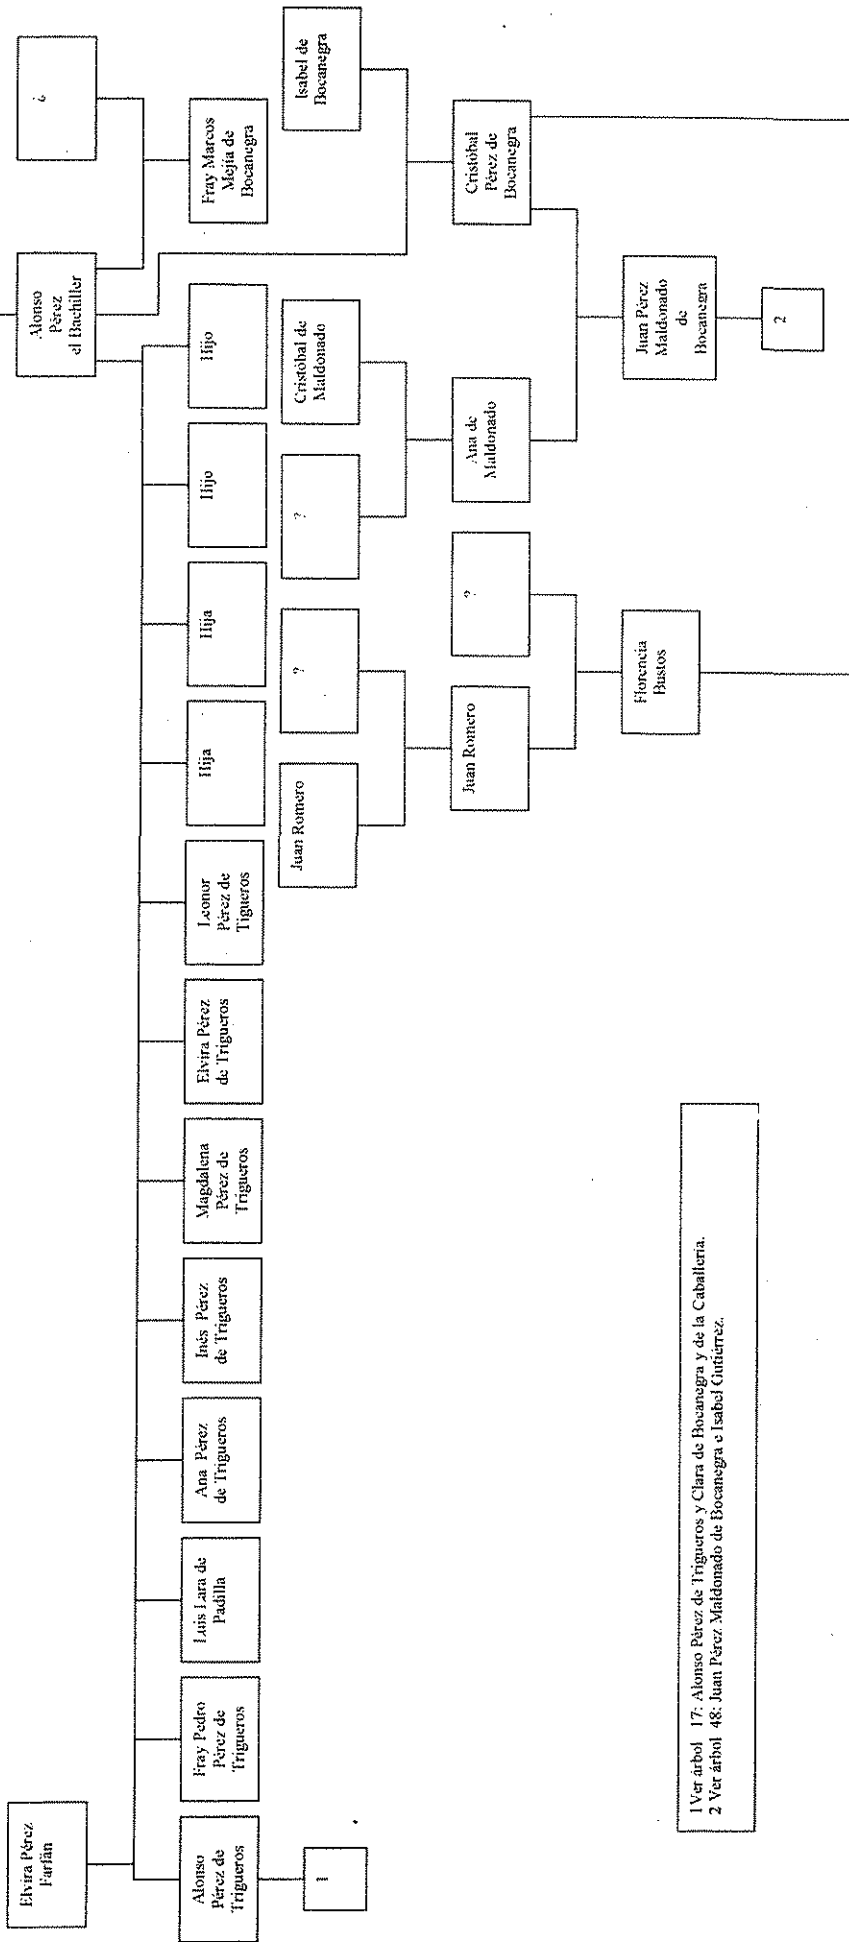 Elvira Pérez
Farfán
Alonso
Pérez
el Bachiller
¿
Alonso
Pérez de
Trigueros
Fray Pedro
Pérez de
Trigueros
Luis Lara de
Padilla
Ana Pérez
de Trigueros
Inés Pérez
de Trigueros
Magdalena
Pérez de
Trigueros
Elvira Pérez
de Trigueros
Leonor
Pérez de
Tigueros
Hija
Hija
Hijo
Hijo
Fray Marcos
Mejía de
Bocanegra
1
Juan Romero
?
?
Cristóbal de
Maldonado
Isabel de
Bocanegra
Juan Romero
?
Ana de
Maldonado
Cristóbal
Pérez de
Bocanegra
Florencia
Bustos
Juan Pérez
Maldonado
de
Bocanegra
2
1 Ver árbol 17: Alonso Pérez de Trigueros y Clara de Bocanegra y de la Caballería.
2 Ver árbol 48: Juan Pérez Maldonado de Bocanegra e Isabel Gutiérrez.